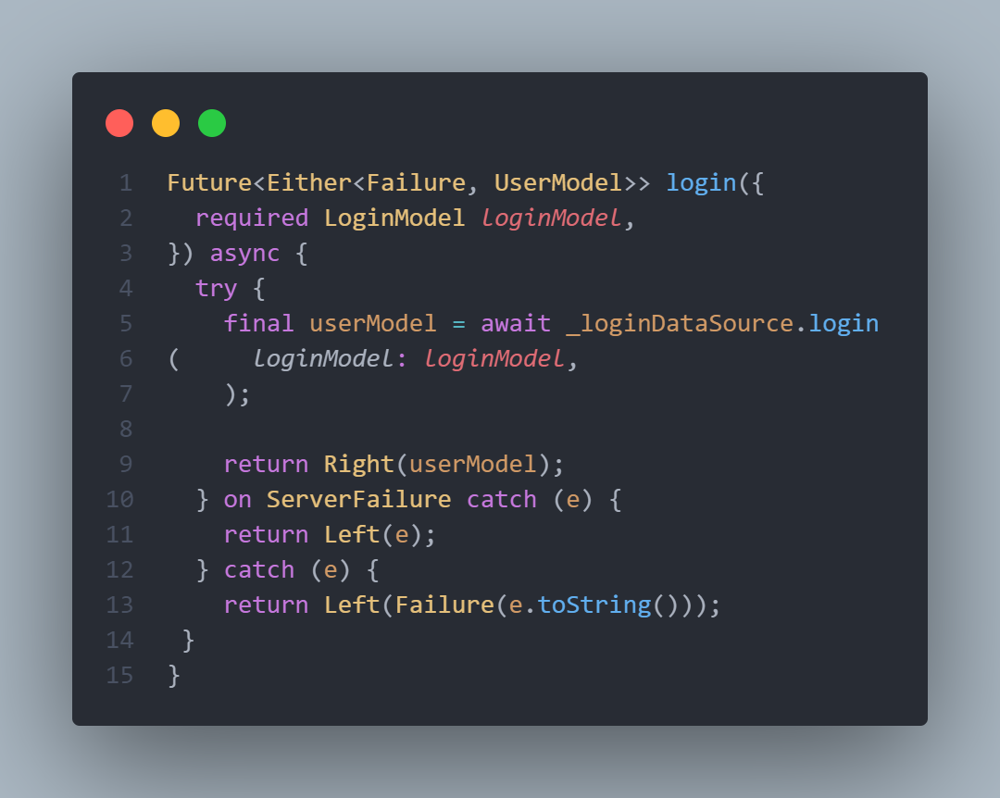 1 Future<Either<Failure, UserModel>> login({
2   required LoginModel loginModel,
3 }) async {
4   try {
5     final userModel = await _loginDataSource.login
6 (     loginModel: loginModel,
7     );
8
9     return Right(userModel);
10   } on ServerFailure catch (e) {
11     return Left(e);
12   } catch (e) {
13     return Left(Failure(e.toString()));
14  }
15 }